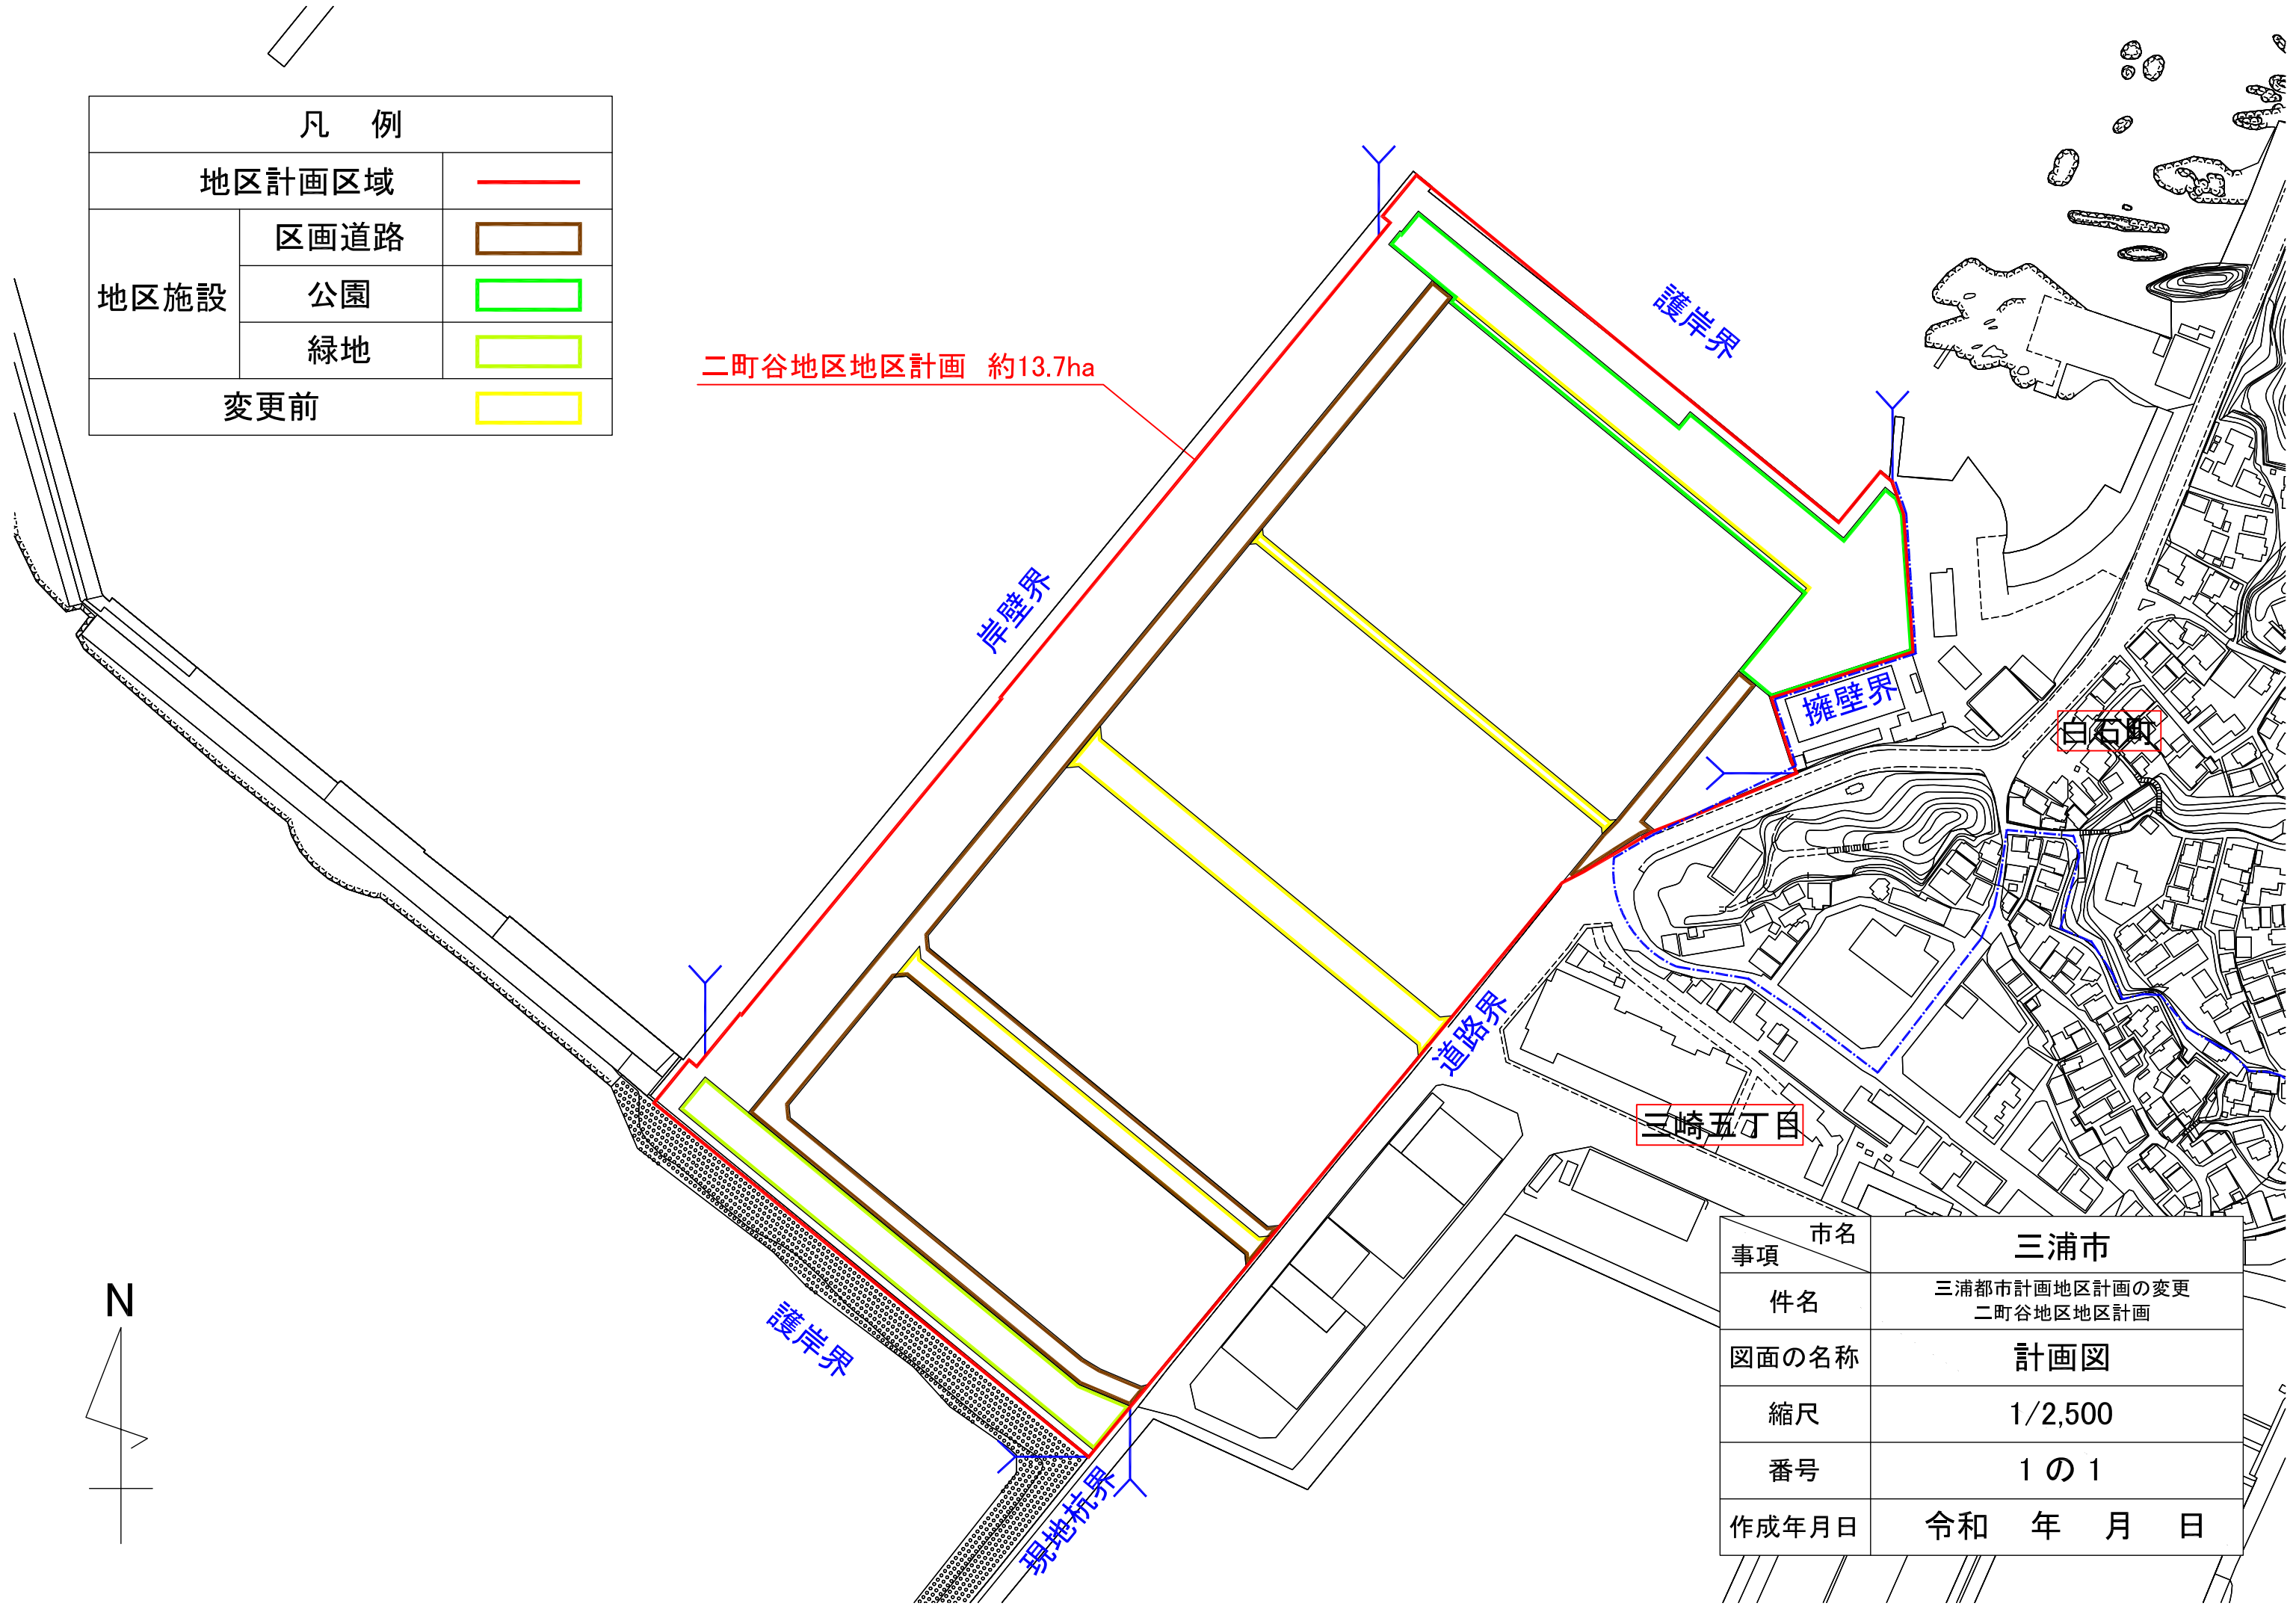 凡　例
地区計画区域
地区施設
区画道路
公園
緑地
変更前
二町谷地区地区計画　約13.7ha
護岸界
岸壁界
擁壁界
白石町
道路界
三崎五丁目
護岸界
現地杭界
N
市名
事項
三浦市
件名
三浦都市計画地区計画の変更
二町谷地区地区計画
図面の名称
計画図
縮尺
1/2,500
番号
1 の 1
作成年月日
令和　年　月　日